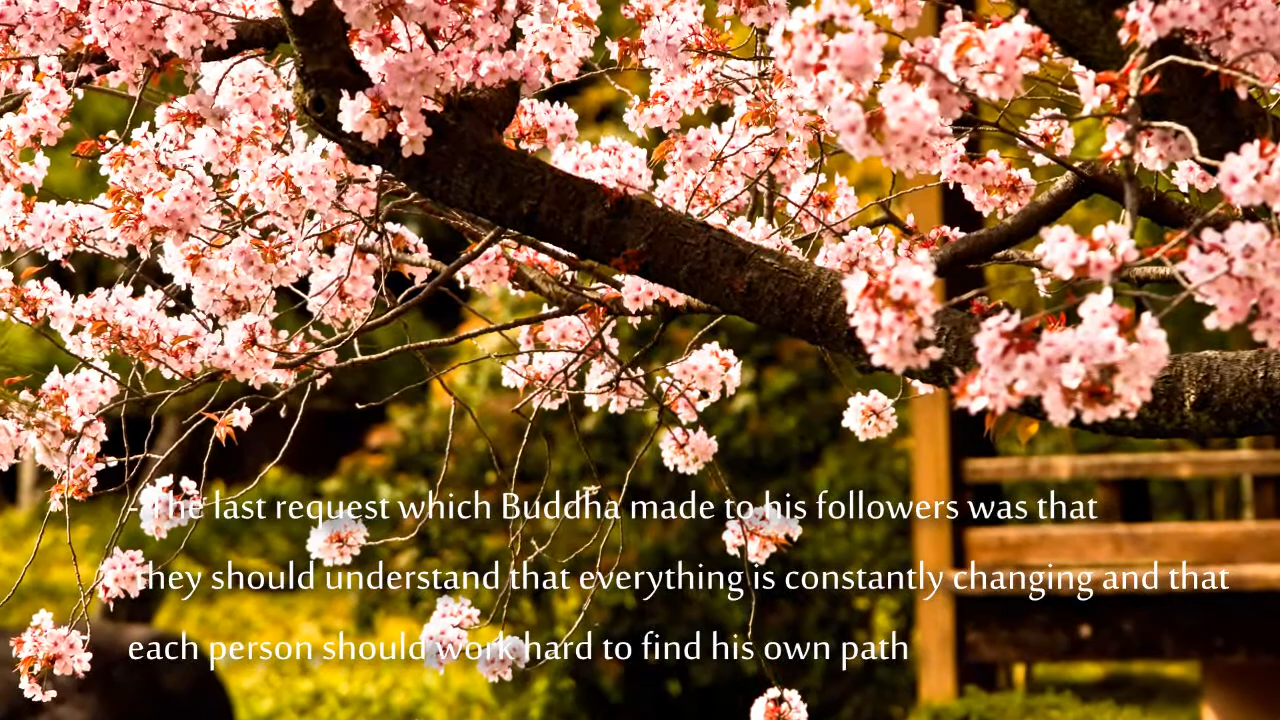 -The last request which Buddha made to his followers was that
they should understand that everything is constantly changing and that
each person should work hard to find his own path